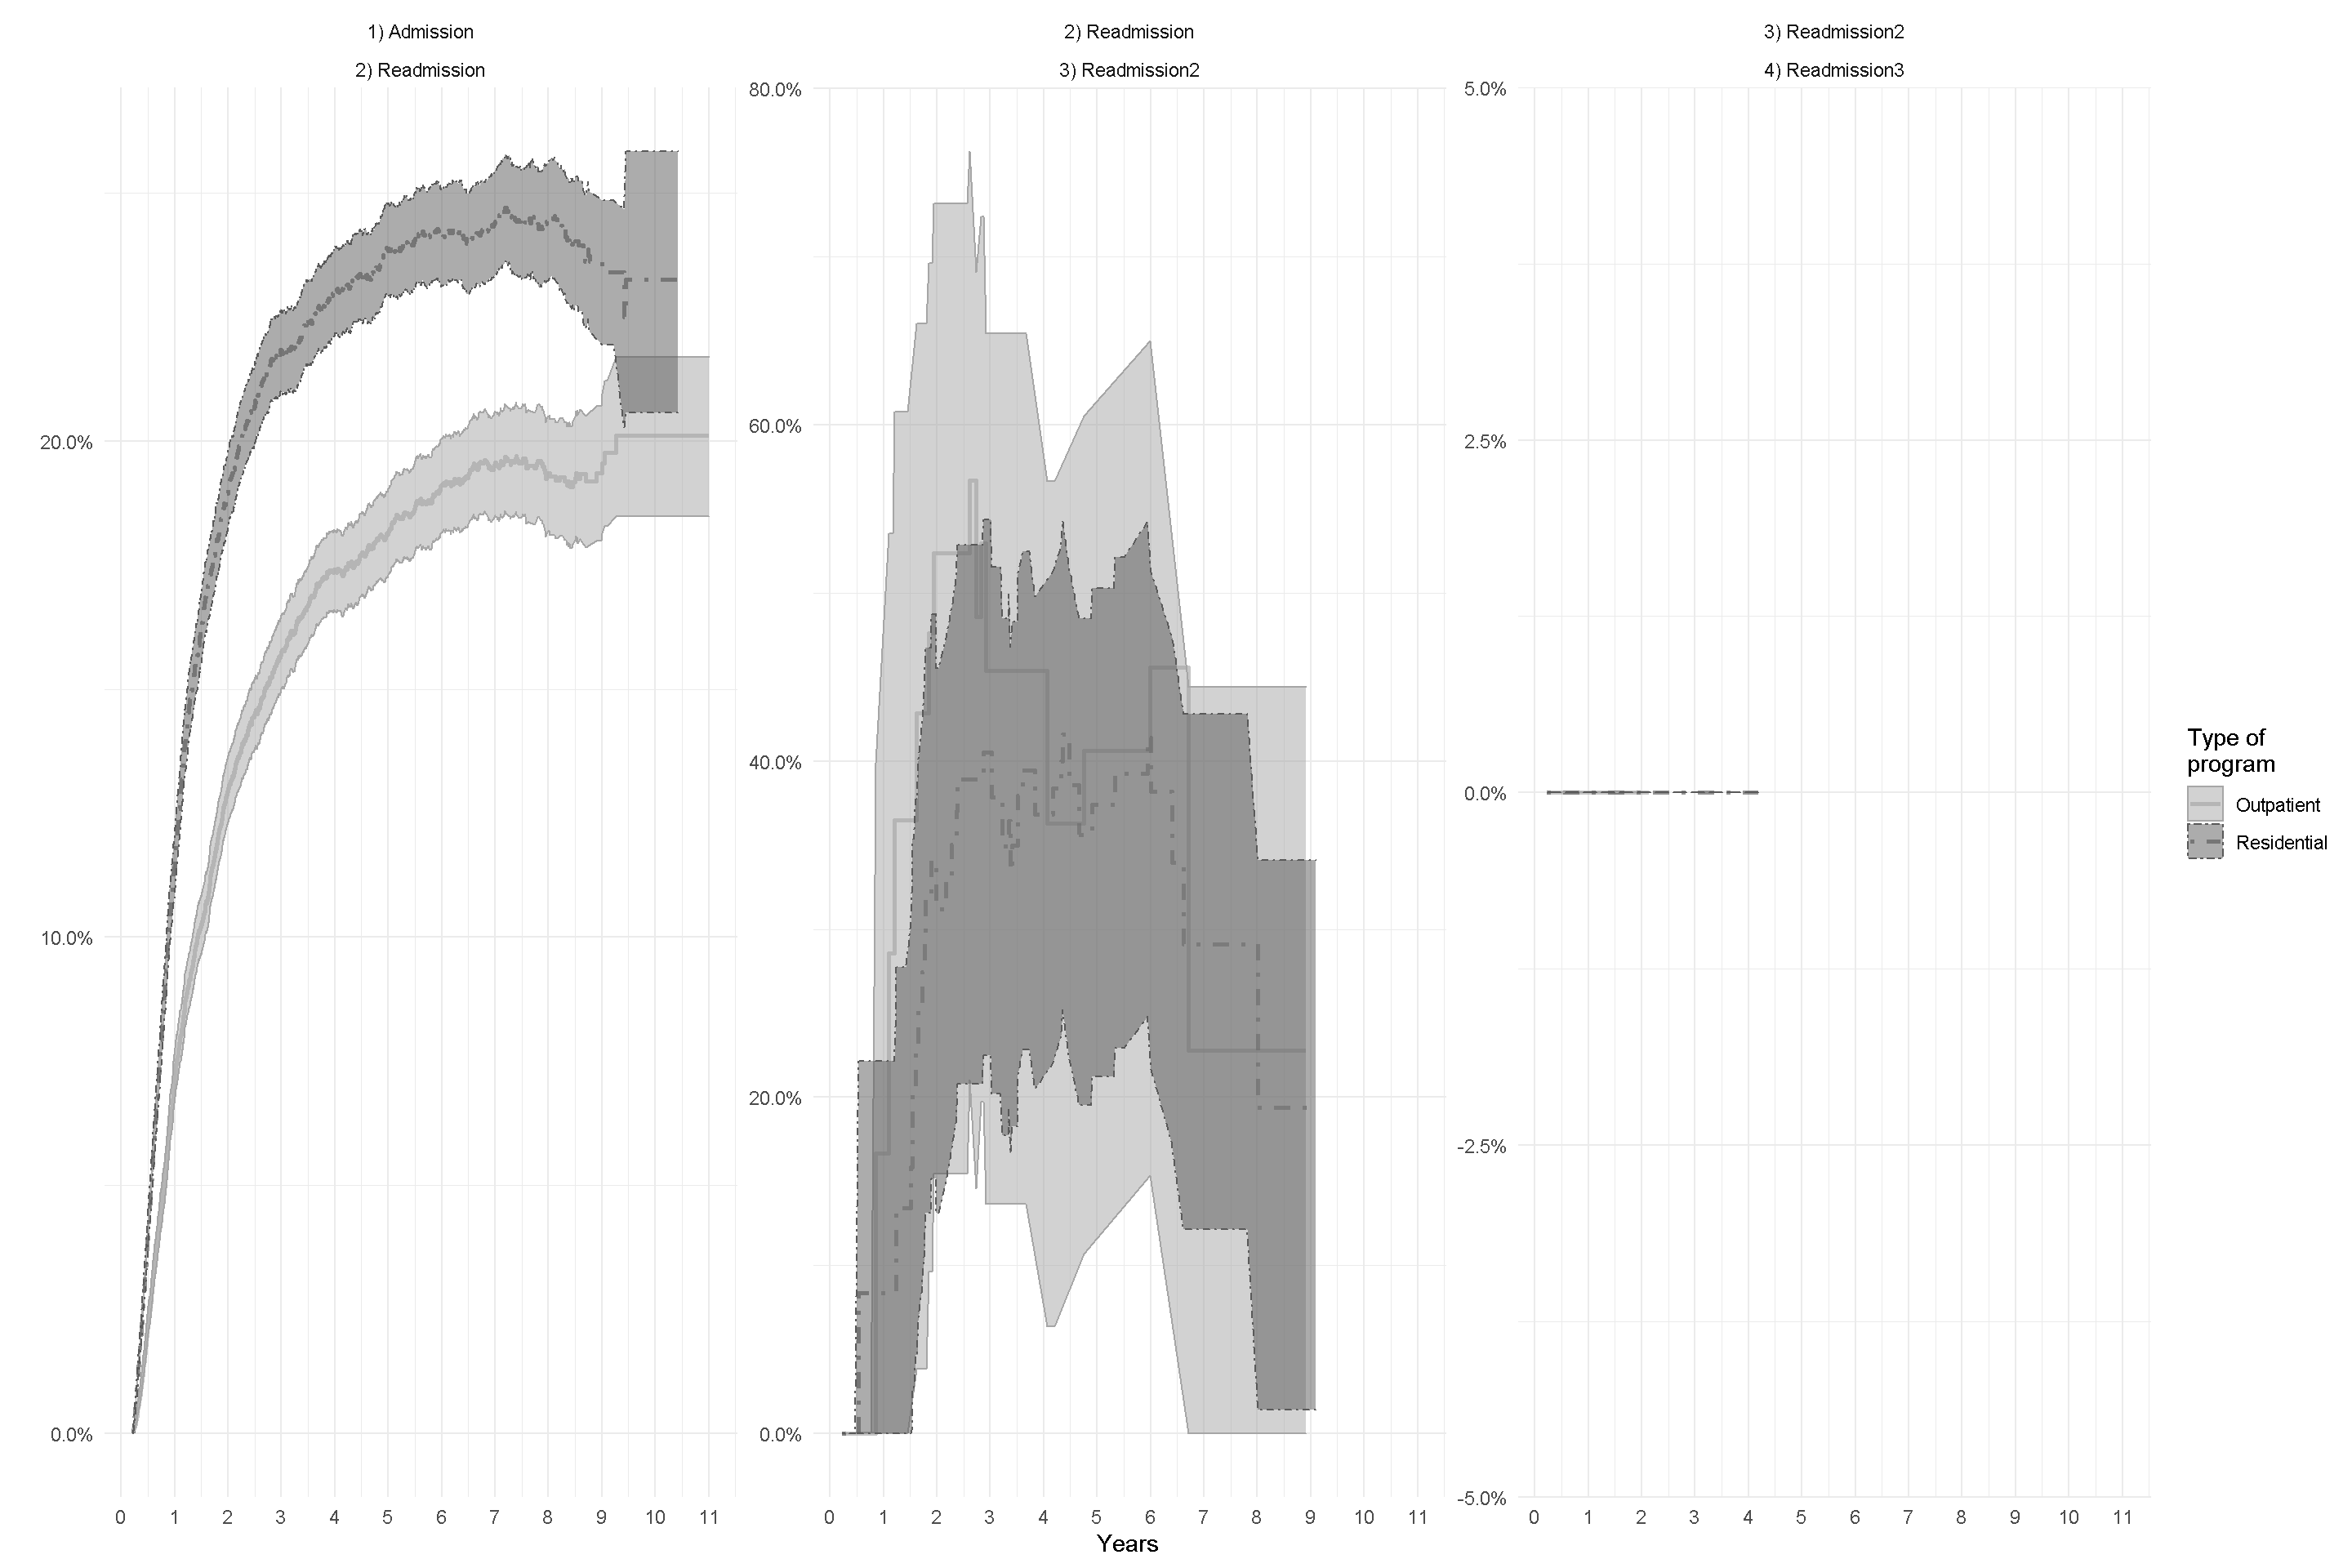 1) Admission
2) Readmission
2) Readmission
3) Readmission2
3) Readmission2
4) Readmission3
20.0%
10.0%
0.0%
80.0%
60.0%
40.0%
20.0%
0.0%
5.0%
2.5%
0.0%
-2.5%
-5.0%
0 1 2 3 4 5 6 7 8 9 10 11
0 1 2 3 4 5 6 7 8 9 10 11
0 1 2 3 4 5 6 7 8 9 10 11
Years
Type of
program
Outpatient
Residential